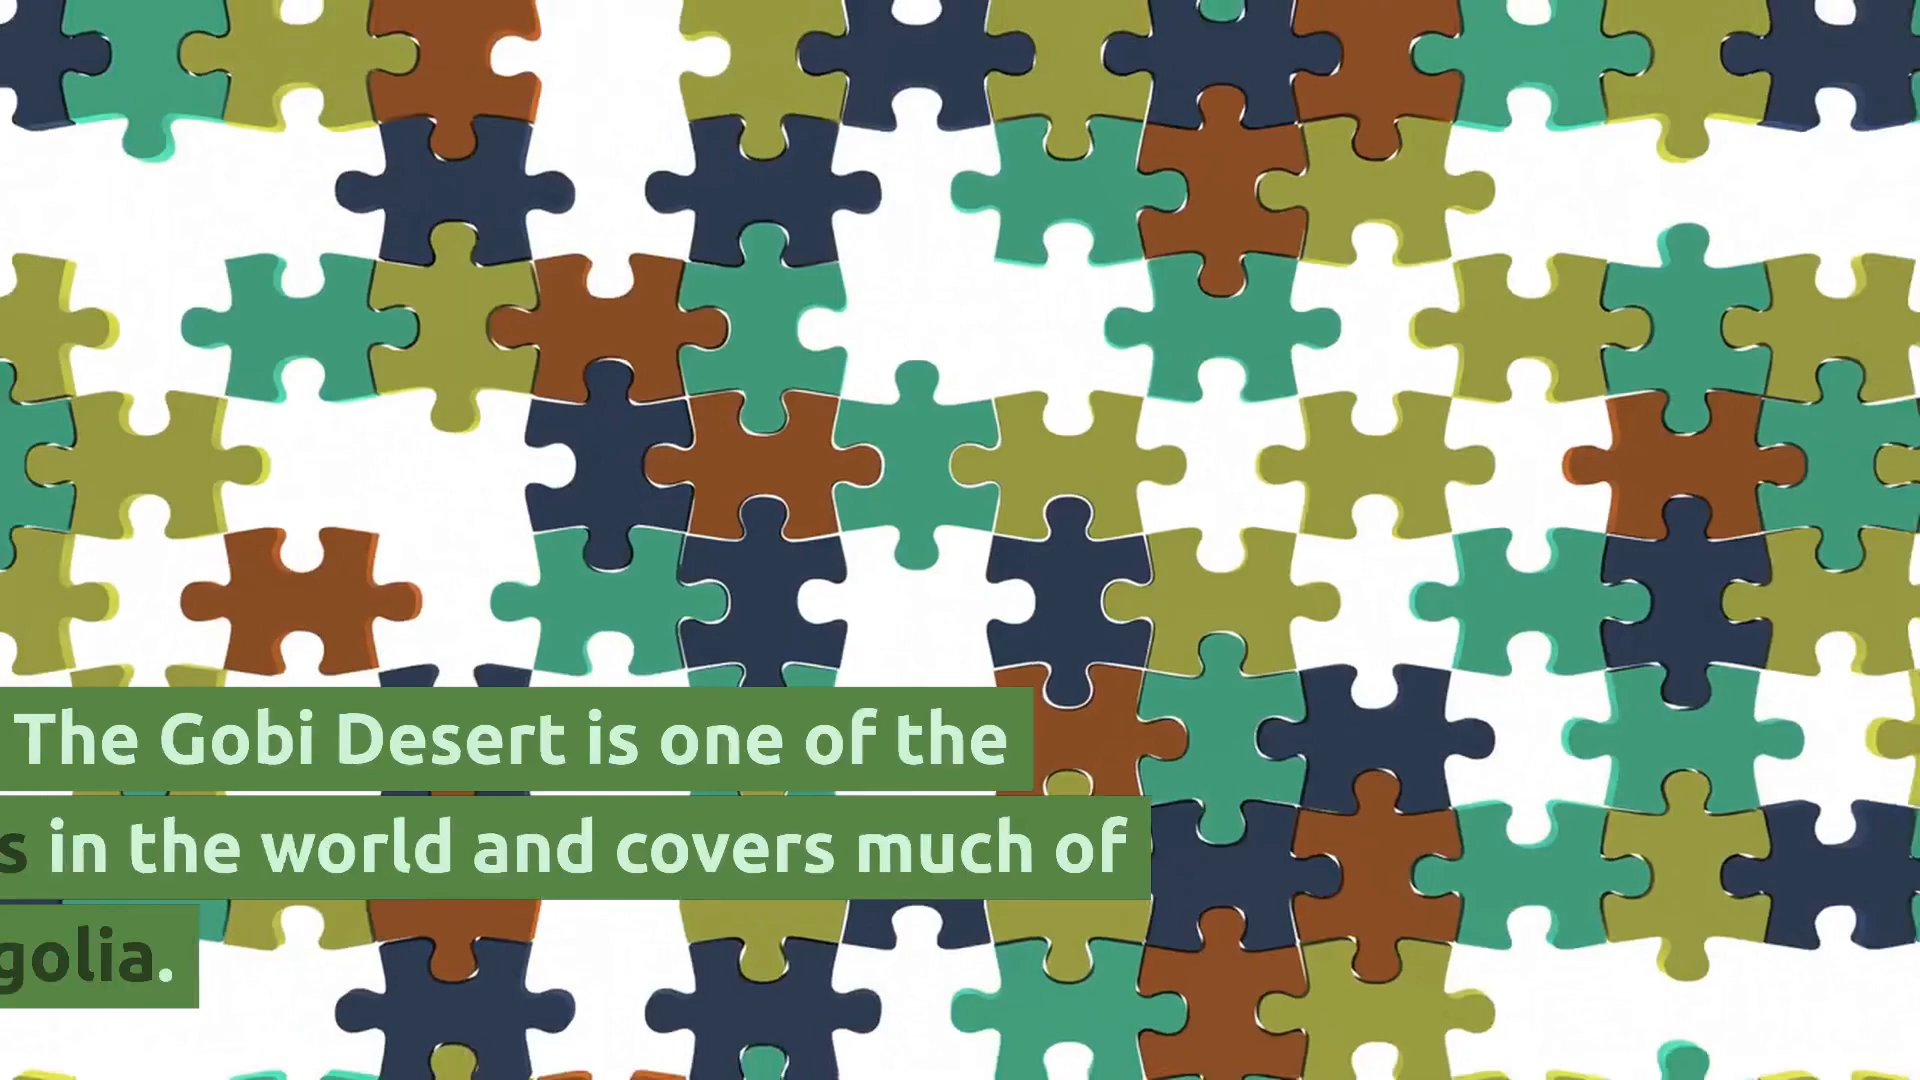 The Gobi Desert is one of the
s in the world and covers much of
golia.